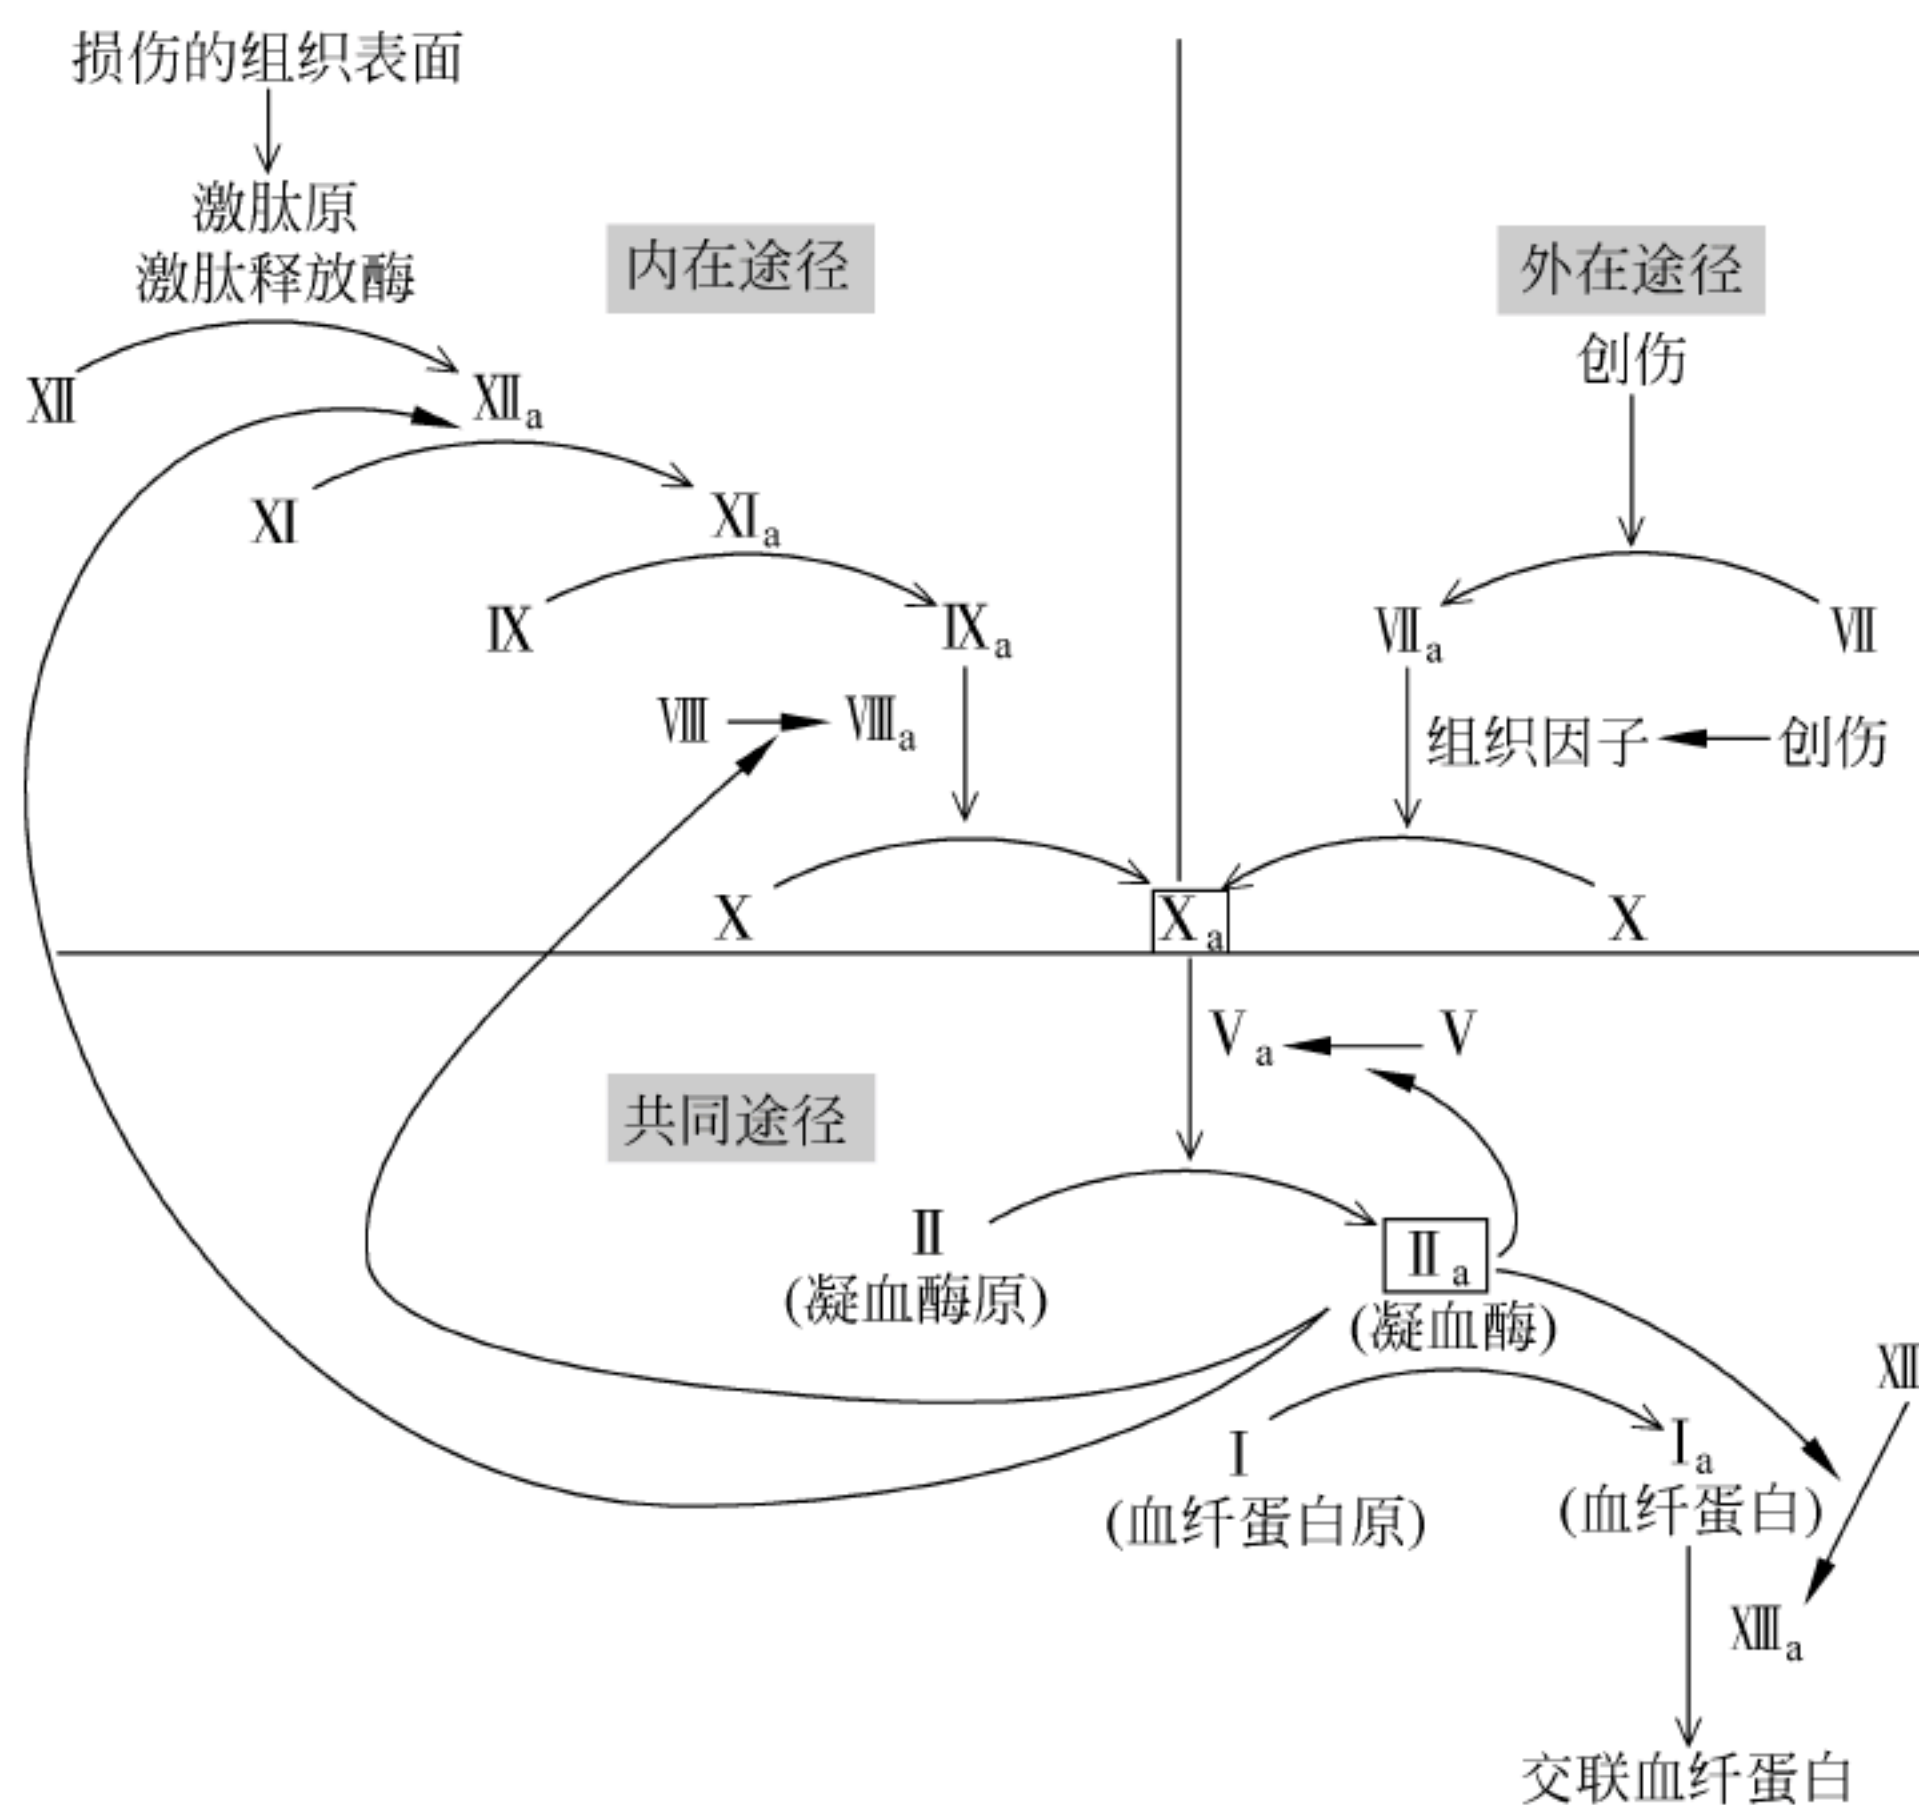 损伤的组织表面
激肽原
激肽释放酶
内在途径
外在途径
创伤
Ⅻ
Ⅻa
Ⅺ
Ⅺa
Ⅸ
Ⅸa
Ⅶa
Ⅶ
Ⅷ
Ⅷa
组织因子
创伤
Ⅹ
Ⅹa
Ⅹ
Ⅴa
Ⅴ
共同途径
Ⅱ
(凝血酶原)
Ⅱa
(凝血酶)
Ⅰ
(血纤蛋白原)
Ⅰa
(血纤蛋白)
ⅩⅢa
交联血纤蛋白